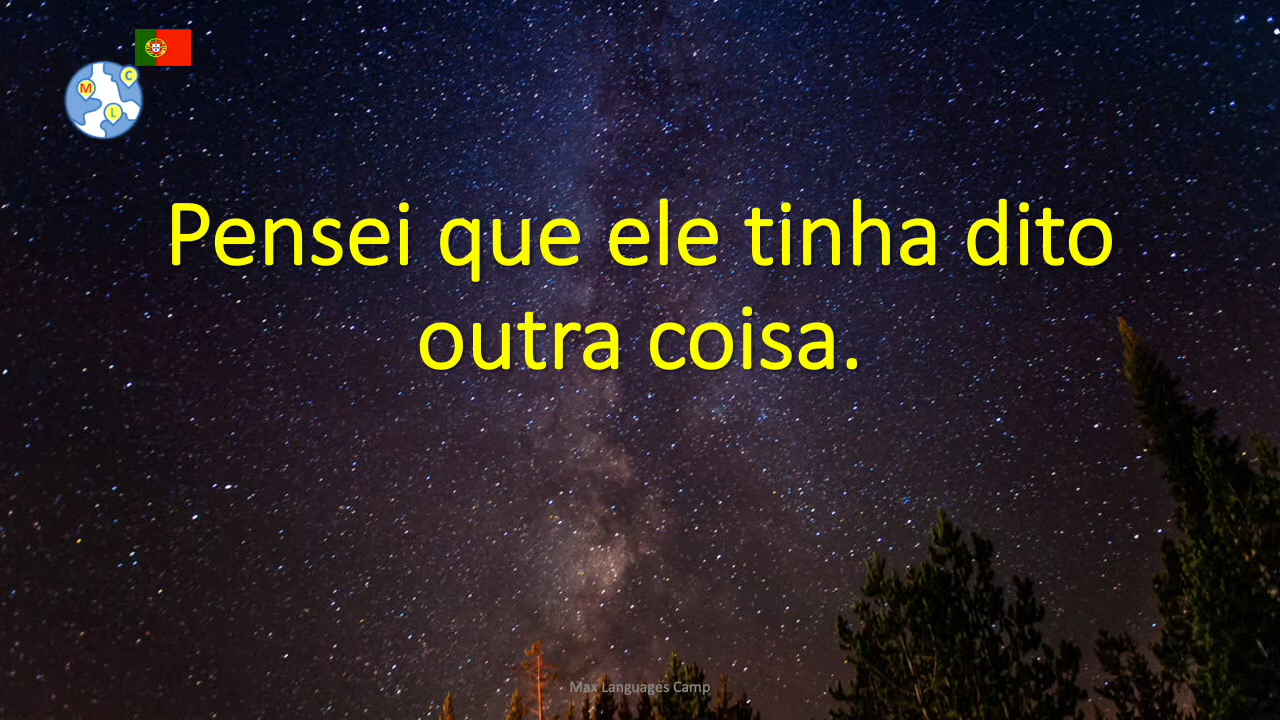 C
M
L
Pensei que ele tinha dito
outra coisa.
Max Languages Camp